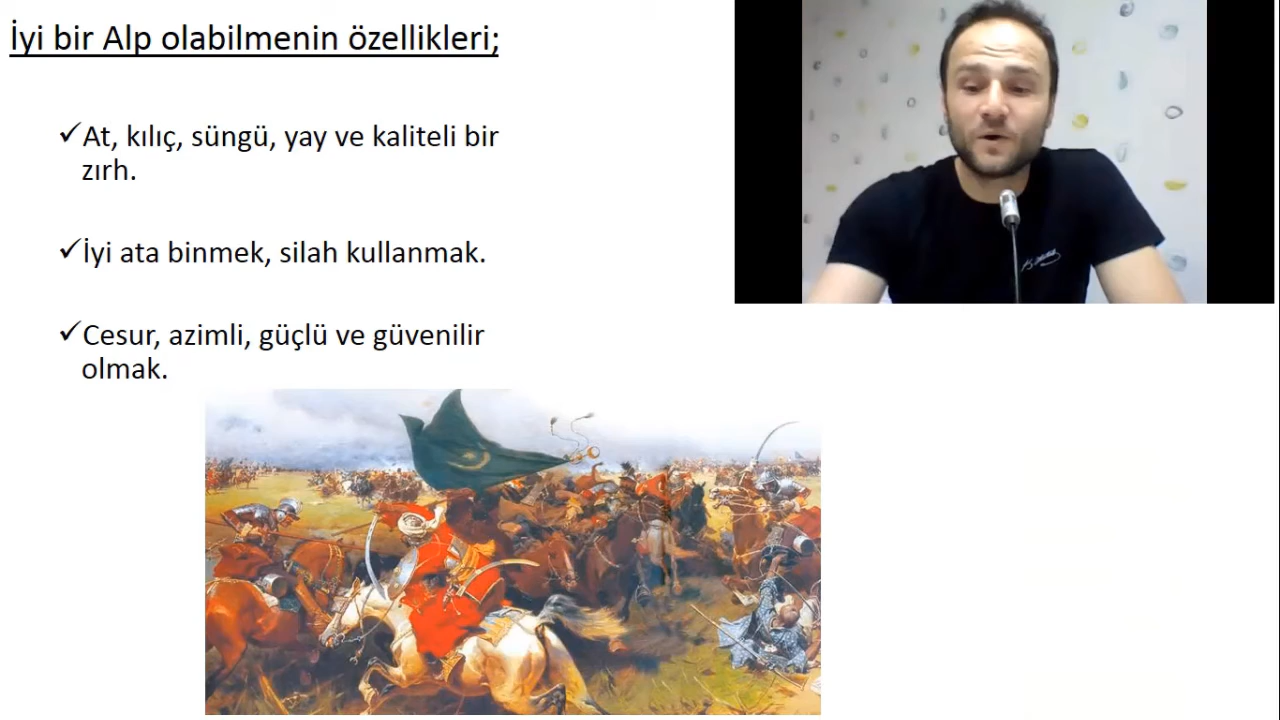 İyi bir Alp olabilmenin özellikleri;
✓At, kılıç, süngü, yay ve kaliteli bir
zırh.
✓İyi ata binmek, silah kullanmak.
✓Cesur, azimli, güçlü ve güvenilir
olmak.